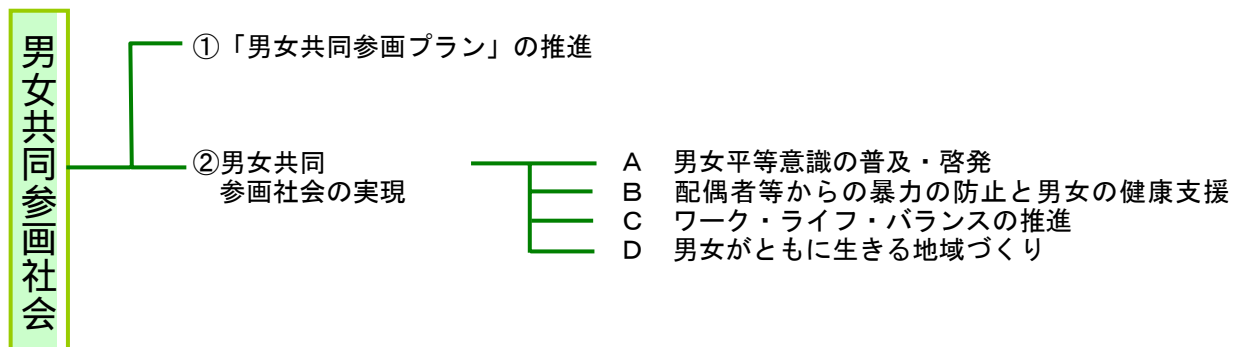 男女共同参画社会
①「男女共同参画プラン」の推進
②男女共同
参画社会の実現
A 男女平等意識の普及・啓発
B 配偶者等からの暴力の防止と男女の健康支援
C ワーク・ライフ・バランスの推進
D 男女がともに生きる地域づくり